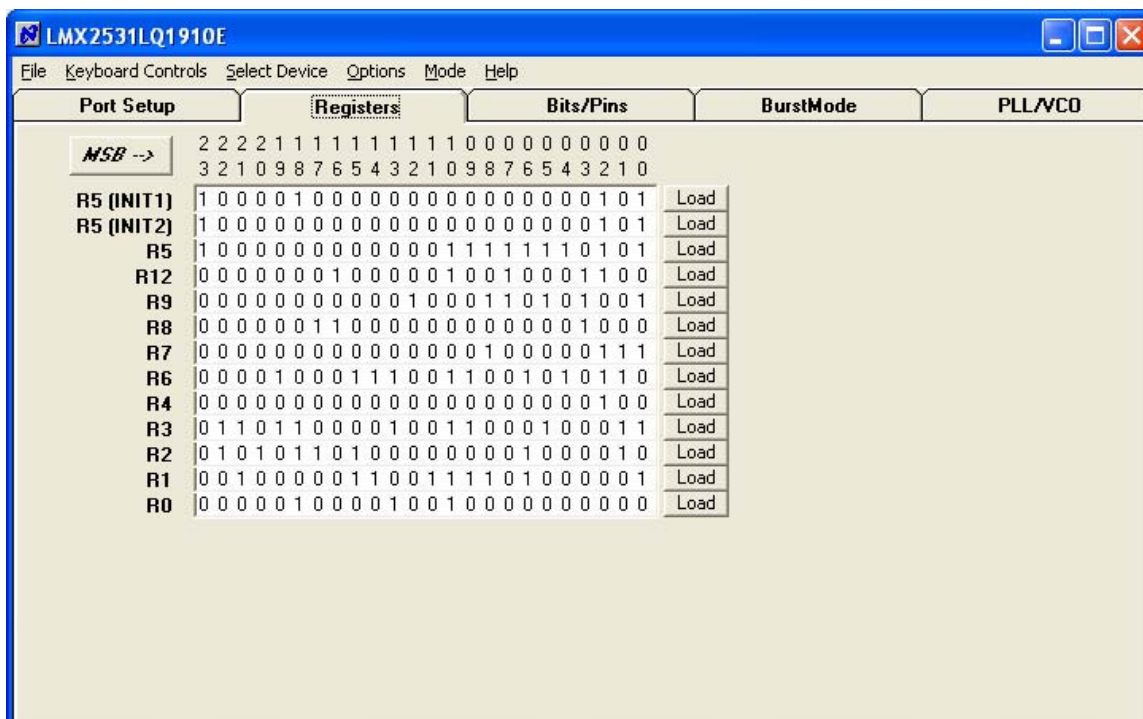 LMX2531LQ1910E
File Keyboard Controls Select Device Options Mode Help
Port Setup Registers Bits/Pins BurstMode PLL/VCO
MSB --> 2 2 2 2 1 1 1 1 1 1 1 1 1 1 0 0 0 0 0 0 0 0 0 0
3 2 1 0 9 8 7 6 5 4 3 2 1 0 9 8 7 6 5 4 3 2 1 0
R5 (INIT1) 1 0 0 0 0 1 0 0 0 0 0 0 0 0 0 0 0 0 0 0 0 1 0 1 Load
R5 (INIT2) 1 0 0 0 0 0 0 0 0 0 0 0 0 0 0 0 0 0 0 0 0 1 0 1 Load
R5 1 0 0 0 0 0 0 0 0 0 0 0 0 1 1 1 1 1 1 1 0 1 0 1 Load
R12 0 0 0 0 0 0 0 1 0 0 0 0 0 1 0 0 1 0 0 0 1 1 0 0 Load
R9 0 0 0 0 0 0 0 0 0 0 0 1 0 0 0 1 1 0 1 0 1 0 0 1 Load
R8 0 0 0 0 0 0 1 1 0 0 0 0 0 0 0 0 0 0 0 0 1 0 0 0 Load
R7 0 0 0 0 0 0 0 0 0 0 0 0 0 0 0 1 0 0 0 0 0 1 1 1 Load
R6 0 0 0 0 1 0 0 0 1 1 1 0 0 1 1 0 0 1 0 1 0 1 1 0 Load
R4 0 0 0 0 0 0 0 0 0 0 0 0 0 0 0 0 0 0 0 0 0 1 0 0 Load
R3 0 1 1 0 1 1 0 0 0 0 1 0 0 1 1 0 0 0 1 0 0 0 1 1 Load
R2 0 1 0 1 0 1 1 0 1 0 0 0 0 0 0 0 0 1 0 0 0 0 1 0 Load
R1 0 0 1 0 0 0 0 0 1 1 0 0 1 1 1 1 0 1 0 0 0 0 0 1 Load
R0 0 0 0 0 0 1 0 0 0 0 1 0 0 1 0 0 0 0 0 0 0 0 0 0 Load